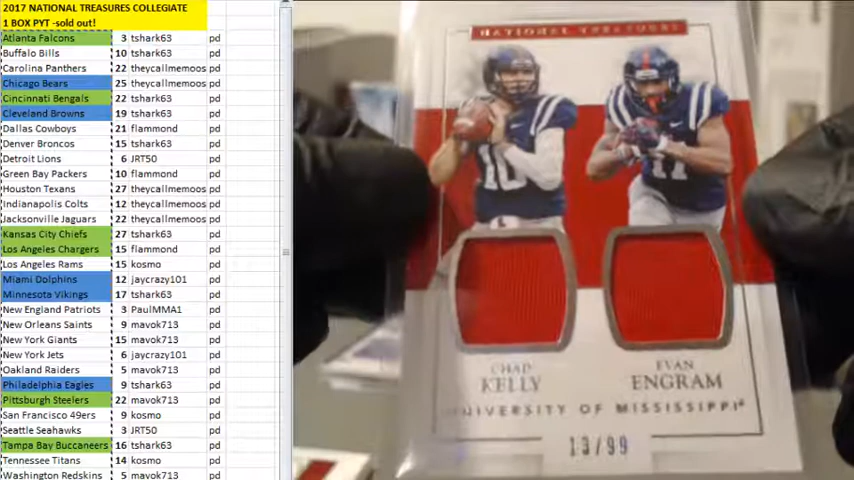 2017 NATIONAL TREASURES COLLEGIATE
1 BOX PYT -sold out!
Atlanta Falcons 3 tshark63 pd
Buffalo Bills 10 tshark63 pd
Carolina Panthers 22 theycallmemoos pd
Chicago Bears 25 theycallmemoos pd
Cincinnati Bengals 22 tshark63 pd
Cleveland Browns 19 tshark63 pd
Dallas Cowboys 21 flammond pd
Denver Broncos 15 tshark63 pd
Detroit Lions 6 JRT50 pd
Green Bay Packers 10 flammond pd
Houston Texans 27 theycallmemoos pd
Indianapolis Colts 12 theycallmemoos pd
Jacksonville Jaguars 22 theycallmemoos pd
Kansas City Chiefs 27 tshark63 pd
Los Angeles Chargers 15 flammond pd
Los Angeles Rams 15 kosmo pd
Miami Dolphins 12 jaycrazy101 pd
Minnesota Vikings 17 tshark63 pd
New England Patriots 3 PaulMMA1 pd
New Orleans Saints 9 mavok713 pd
New York Giants 15 mavok713 pd
New York Jets 6 jaycrazy101 pd
Oakland Raiders 5 mavok713 pd
Philadelphia Eagles 9 tshark63 pd
Pittsburgh Steelers 22 mavok713 pd
San Francisco 49ers 9 kosmo pd
Seattle Seahawks 3 JRT50 pd
Tampa Bay Buccaneers 16 tshark63 pd
Tennessee Titans 14 kosmo pd
Washington Redskins 5 mavok713 pd
NATIONAL TREASURES
10
CHAD
KELLY
EVAN
ENGRAM
UNIVERSITY OF MISSISSIPPI
13/99